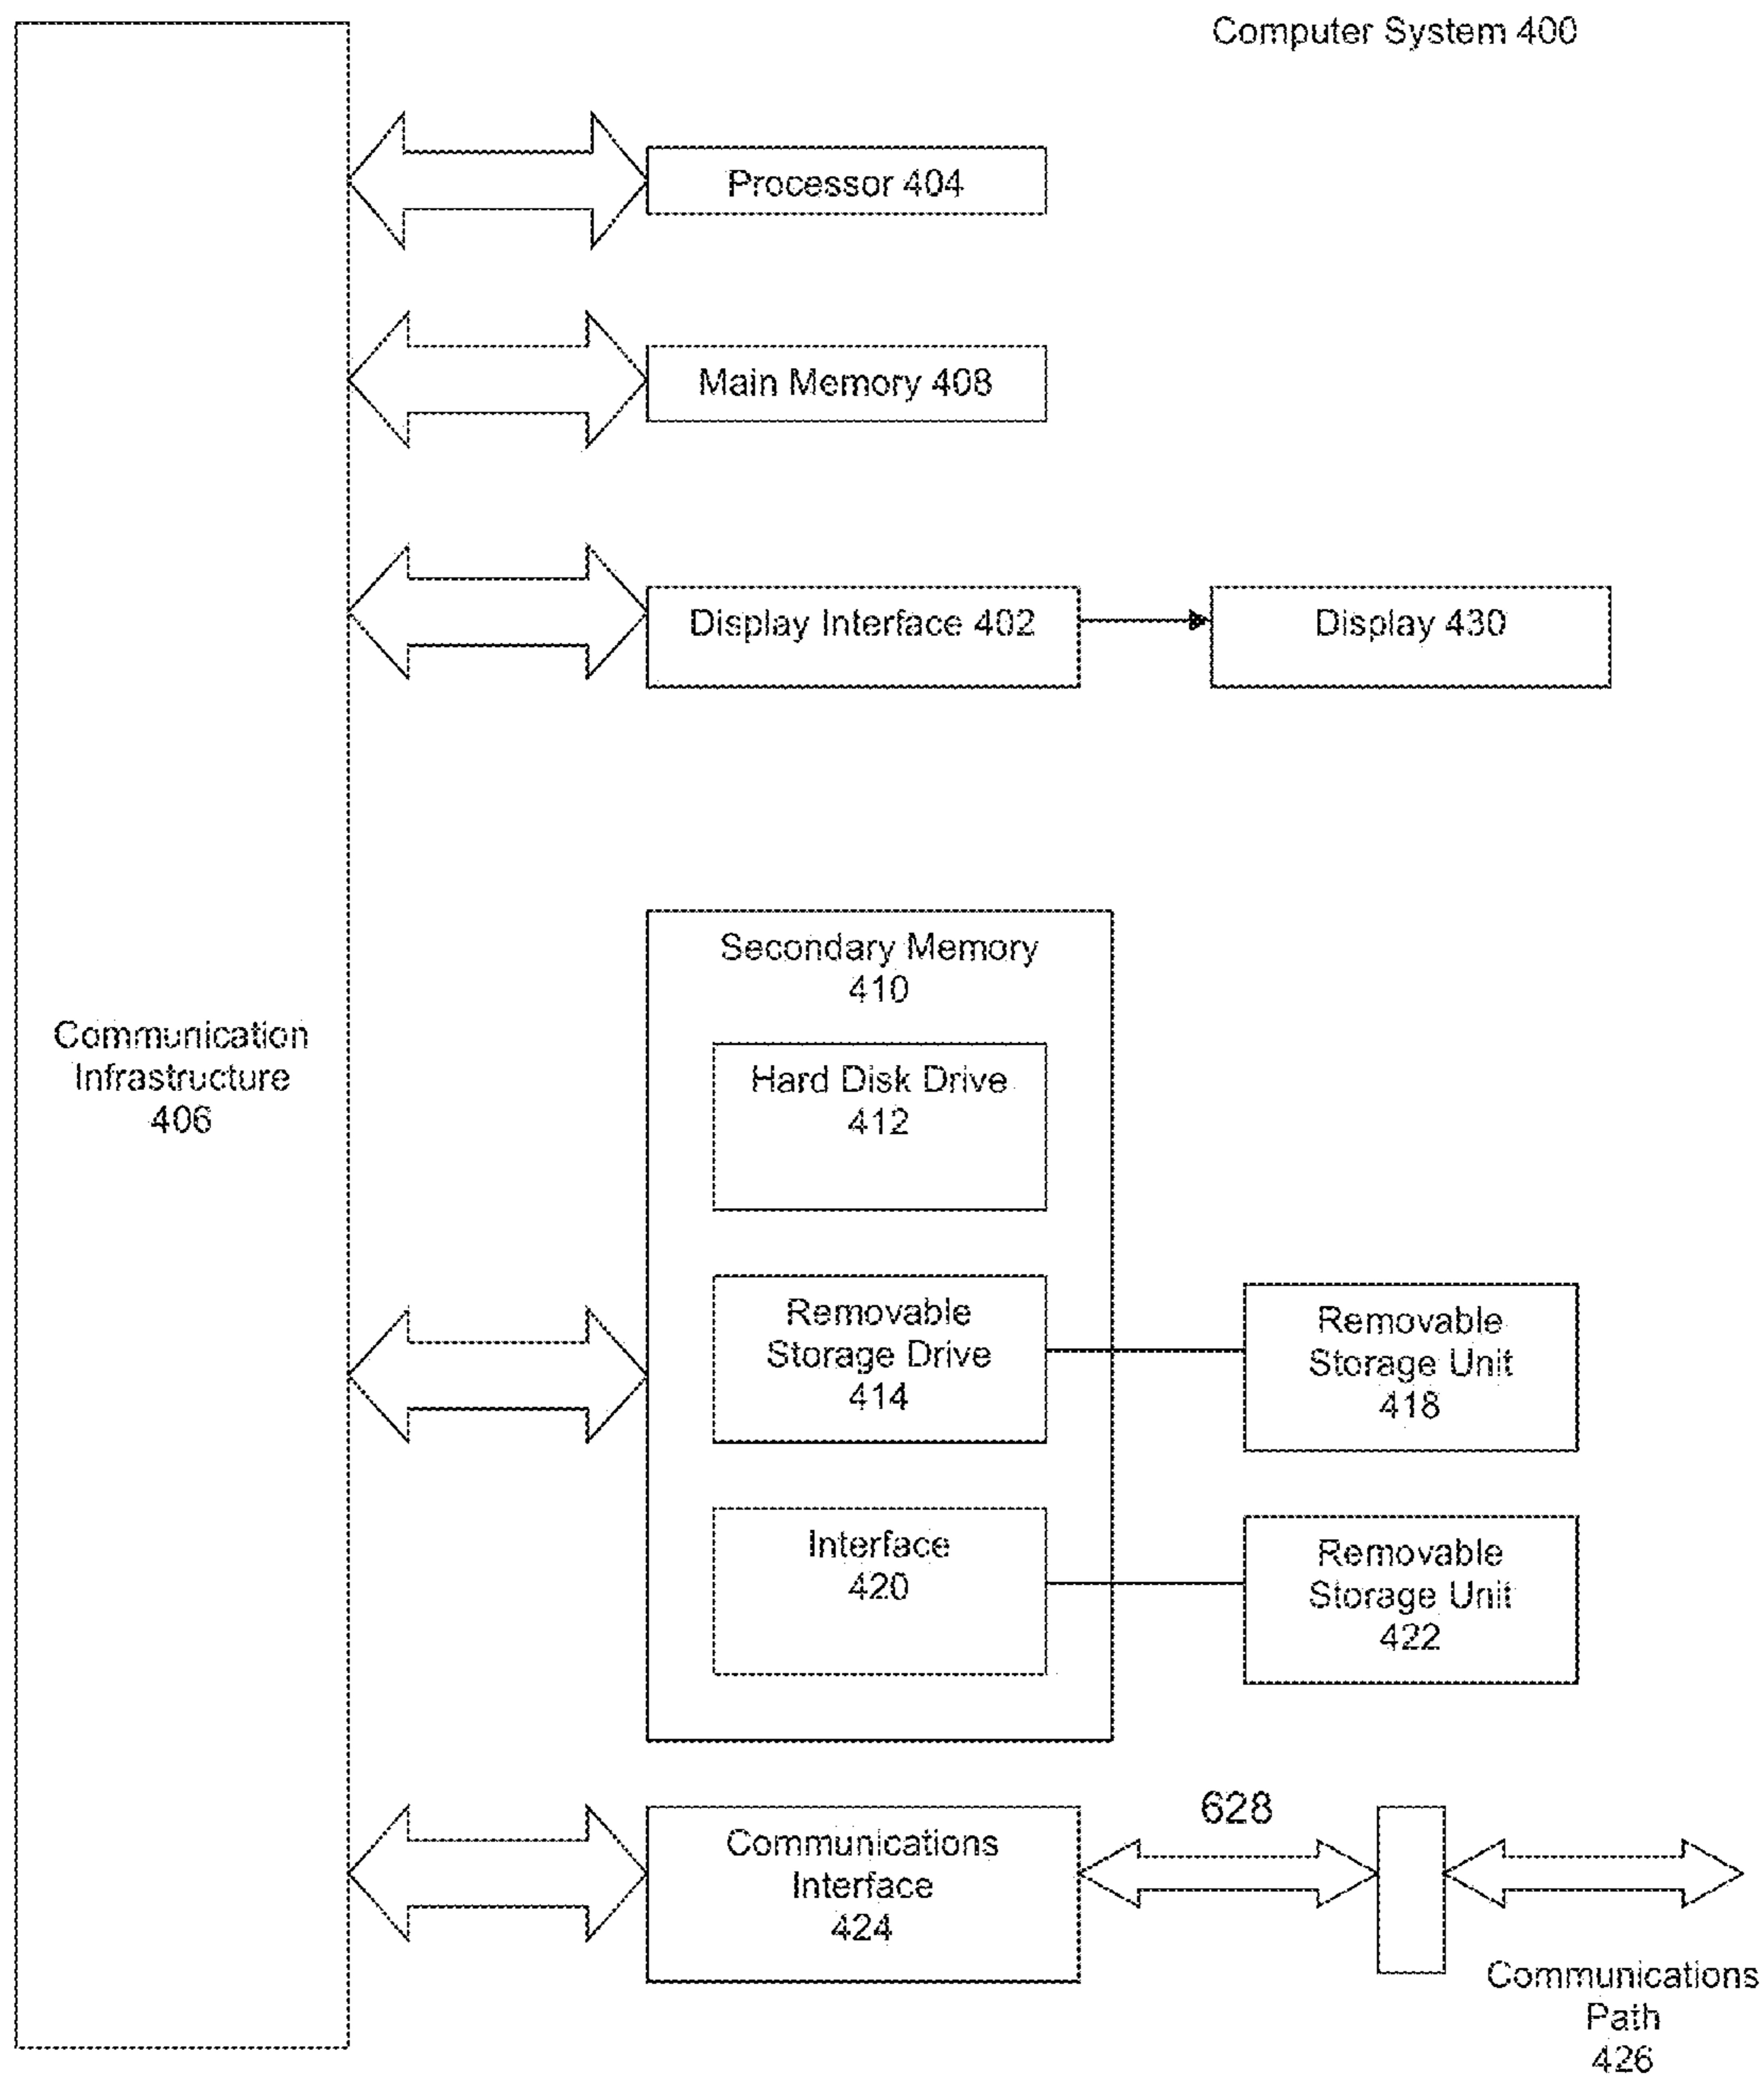 Computer System 400
Processor 404
Main Memory 408
Display Interface 402
Display 430
Communication
Infrastructure
406
Secondary Memory
410
Hard Disk Drive
412
Removable
Storage Drive
414
Removable
Storage Unit
418
Interface
420
Removable
Storage Unit
422
Communications
Interface
424
628
Communications
Path
426